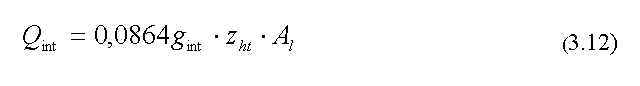 Q_int = 0,0864g_int · z_ht · A_l (3.12)